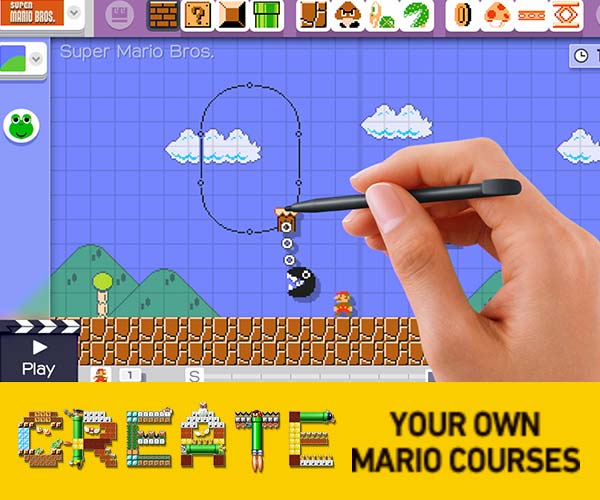 SUPER
MARIO BROS.
Super Mario Bros.
Play
1
S
CREATE
YOUR OWN
MARIO COURSES